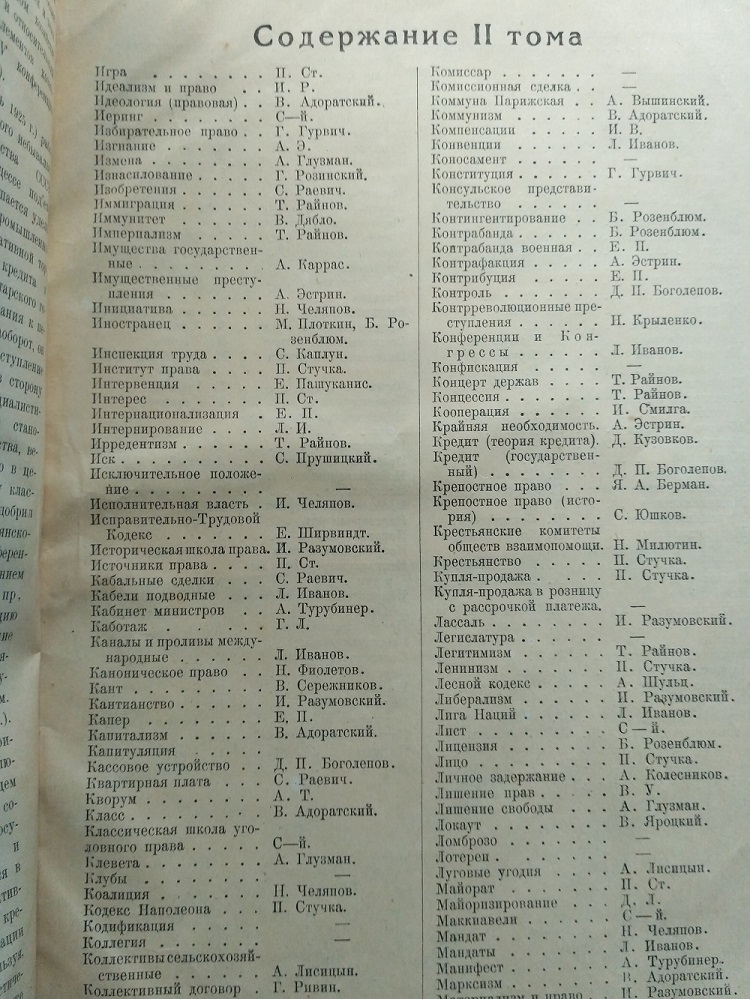 Содержание II тома
Игра . . . . . . . . П. Ст.
Идеализм и право . . И. Р.
Идеология (правовая) . . В. Адоратский.
Иеринг . . . . . . . С—й.
Избирательное право . . Г. Гурвич.
Изгнание . . . . . . А. Э.
Измена . . . . . . . А. Глузман.
Изнасилование . . . . Г. Розинский.
Изобретения . . . . . С. Раевич.
Иммиграция . . . . . Т. Райнов.
Иммунитет . . . . . В. Дябло.
Империализм . . . . Т. Райнов.
Имущества государствен-
ные . . . . . . . А. Каррас.
Имущественные престу-
пления . . . . . . . А. Эстрин.
Инициатива . . . . . Н. Челяпов.
Иностранец . . . . . М. Плоткин, Б. Ро-
зенблюм.
Инспекция труда . . . С. Каплун.
Институт права . . . П. Стучка.
Интервенция . . . . . Е. Пашуканис.
Интерес . . . . . . П. Ст.
Интернационализация . Е. П.
Интернирование . . . Л. И.
Ирредентизм . . . . . Т. Райнов.
Иск . . . . . . . . . С. Прушицкий.
Исключительное положе-
ние . . . . . . . . —
Исполнительная власть . Н. Челяпов.
Исправительно-Трудовой
Кодекс . . . . . . Е. Ширвиндт.
Историческая школа права. И. Разумовский.
Источники права . . . П. Ст.
Кабальные сделки . . . С. Раевич.
Кабели подводные . . . Л. Иванов.
Кабинет министров . . А. Турубинер.
Каботаж . . . . . . Г. Л.
Каналы и проливы между-
народные . . . . . . Л. Иванов.
Каноническое право . . Н. Фиолетов.
Кант . . . . . . . . В. Сережников.
Кантианство . . . . . И. Разумовский.
Капер . . . . . . . Е. П.
Капитализм . . . . . В. Адоратский.
Капитуляция . . . . .
Кассовое устройство . . Д. П. Боголепов.
Квартирная плата . . . С. Раевич.
Кворум . . . . . . . А. Т.
Класс . . . . . . . . В. Адоратский.
Классическая школа уго-
ловного права . . . . . С—й.
Клевета . . . . . . . А. Глузман.
Клубы . . . . . . . —
Коалиция . . . . . . Н. Челяпов.
Кодекс Наполеона . . . П. Стучка.
Кодификация . . . . . —
Коллегия . . . . . . —
Коллективы сельскохозяй-
ственные . . . . . . А. Лисицын.
Коллективный договор . Г. Ривин.
Комиссар . . . . . . . —
Комиссионная сделка . . —
Коммуна Парижская . . . А. Вышинский.
Коммунизм . . . . . . В. Адоратский.
Компенсации . . . . . И. В.
Конвенции . . . . . . Л. Иванов.
Коносамент . . . . . . —
Конституция . . . . . Г. Гурвич.
Консульское представи-
тельство . . . . . . —
Контингентирование . . Б. Розенблюм.
Контрабанда . . . . . Б. Розенблюм.
Контрабанда военная . . Е. П.
Контрафакция . . . . . А. Эстрин.
Контрибуция . . . . . Е. П.
Контроль . . . . . . Д. П. Боголепов.
Контрреволюционные пре-
ступления . . . . . . Н. Крыленко.
Конференции и Кон-
грессы . . . . . . . Л. Иванов.
Конфискация . . . . . —
Концерт держав . . . . Т. Райнов.
Концессия . . . . . . Т. Райнов.
Кооперация . . . . . . И. Смилга.
Крайняя необходимость. А. Эстрин.
Кредит (теория кредита). Д. Кузовков.
Кредит (государствен-
ный) . . . . . . . . Д. П. Боголепов.
Крепостное право . . . Я. А. Берман.
Крепостное право (исто-
рия) . . . . . . . . С. Юшков.
Крестьянские комитеты
обществ взаимопомощи. Н. Милютин.
Крестьянство . . . . . П. Стучка.
Купля-продажа . . . . П. Стучка.
Купля-продажа в розницу
с рассрочкой платежа. —
Лассаль . . . . . . . И. Разумовский.
Легислатура . . . . . —
Легитимизм . . . . . . Т. Райнов.
Ленинизм . . . . . . . П. Стучка.
Лесной кодекс . . . . . А. Шульц.
Либерализм . . . . . . И. Разумовский.
Лига Наций . . . . . . Л. Иванов.
Лист . . . . . . . . С — й.
Лицензия . . . . . . . Б. Розенблюм.
Лицо . . . . . . . . П. Стучка.
Личное задержание . . . А. Колесников.
Лишение прав . . . . . В. У.
Лишение свободы . . . . А. Глузман.
Локаут . . . . . . . В. Яроцкий.
Ломброзо . . . . . . . —
Лотереи . . . . . . . —
Луговые угодия . . . . А. Лисицын.
Майорат . . . . . . . П. Ст.
Майоризирование . . . Д. Л.
Маккиавели . . . . . . С — й.
Мандат . . . . . . . Н. Челяпов.
Мандаты . . . . . . . Л. Иванов.
Манифест . . . . . . . А. Турубинер.
Марксизм . . . . . . . В. Адоратский.
Материализм и право . . И. Разумовский.